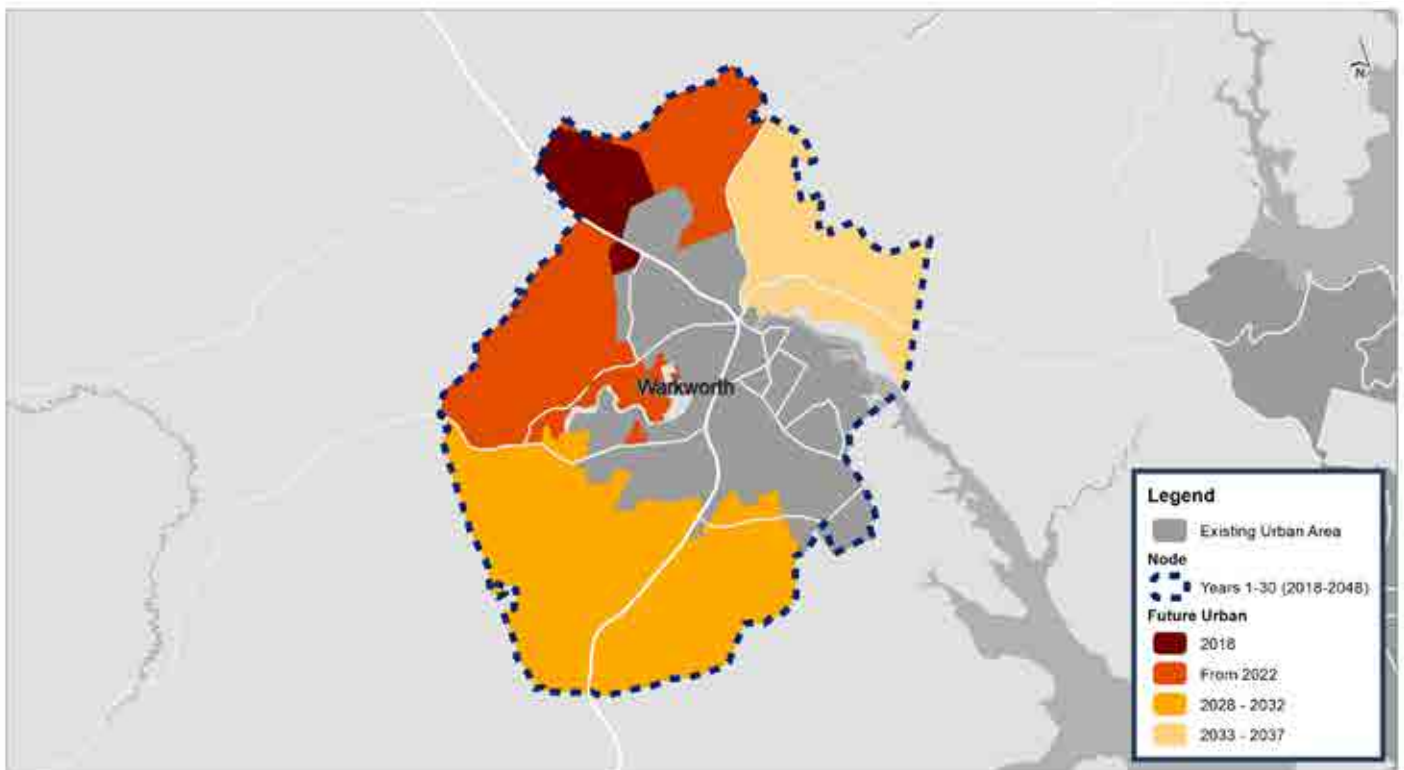 N
Warkworth
Legend
Existing Urban Area
Node
Years 1-30 (2018-2048)
Future Urban
2018
From 2022
2028 - 2032
2033 - 2037